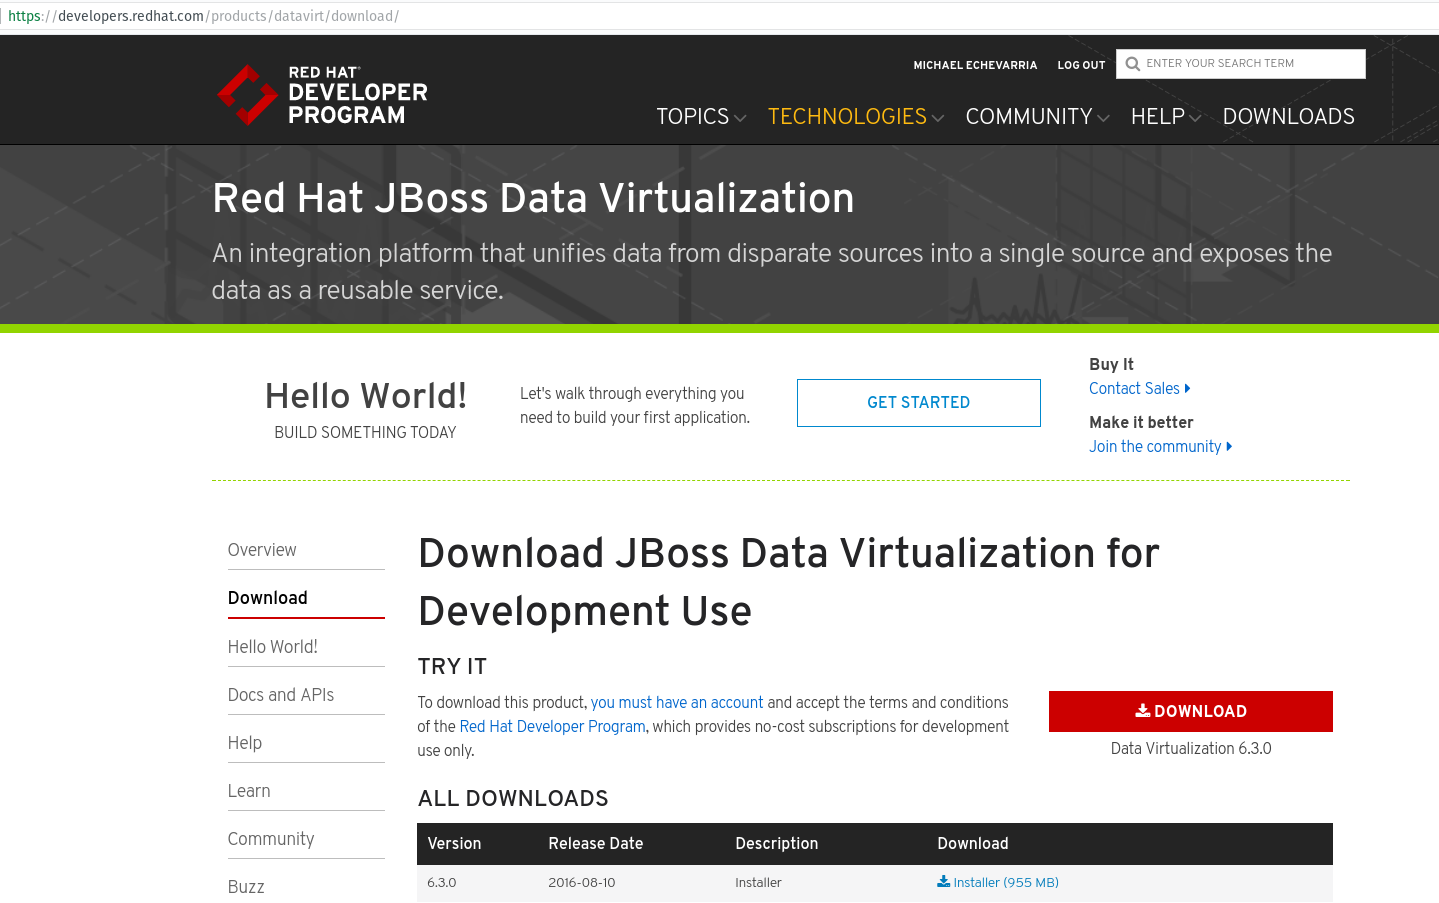 https://developers.redhat.com/products/datavirt/download/
MICHAEL ECHEVARRIA LOG OUT ENTER YOUR SEARCH TERM
RED HAT®
DEVELOPER
PROGRAM
TOPICS TECHNOLOGIES COMMUNITY HELP DOWNLOADS
Red Hat JBoss Data Virtualization
An integration platform that unifies data from disparate sources into a single source and exposes the
data as a reusable service.
Hello World!
BUILD SOMETHING TODAY
Let's walk through everything you
need to build your first application.
GET STARTED
Buy It
Contact Sales
Make it better
Join the community
Overview
Download
Hello World!
Docs and APIs
Help
Learn
Community
Buzz
Download JBoss Data Virtualization for
Development Use
TRY IT
To download this product, you must have an account and accept the terms and conditions
of the Red Hat Developer Program, which provides no-cost subscriptions for development
use only.
DOWNLOAD
Data Virtualization 6.3.0
ALL DOWNLOADS
Version Release Date Description Download
6.3.0 2016-08-10 Installer Installer (955 MB)